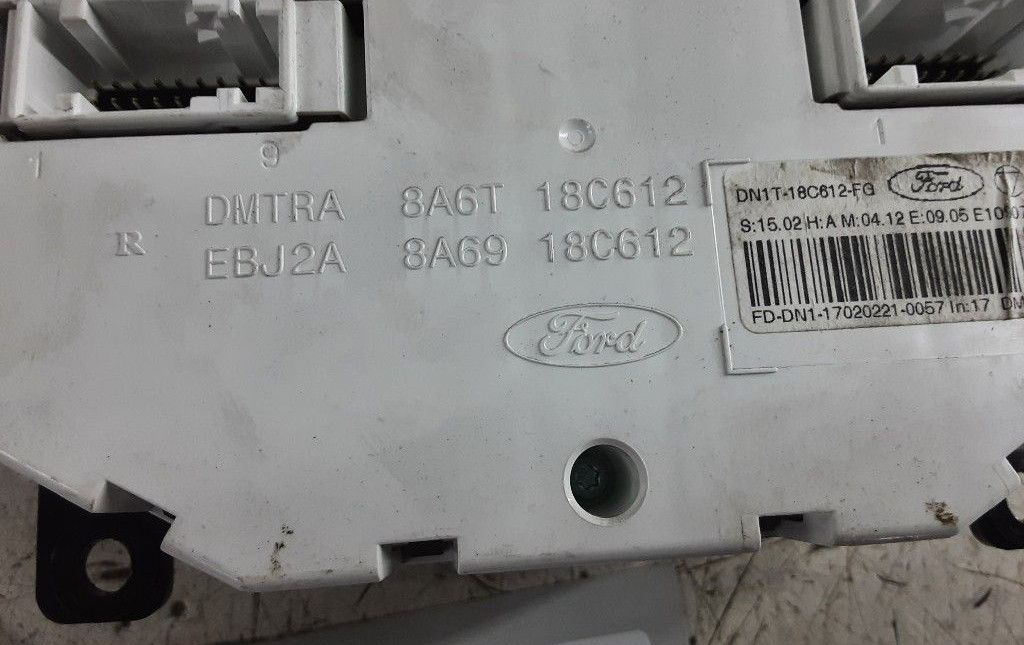 1
9
1
DMTRA 8A6T 18C612
R
EBJ2A 8A69 18C612
Ford
DN1T-18C612-FG Ford
S:15.02 H:A M:04.12 E:09.05
FD-DN1-17020221-0057 In:17 DM